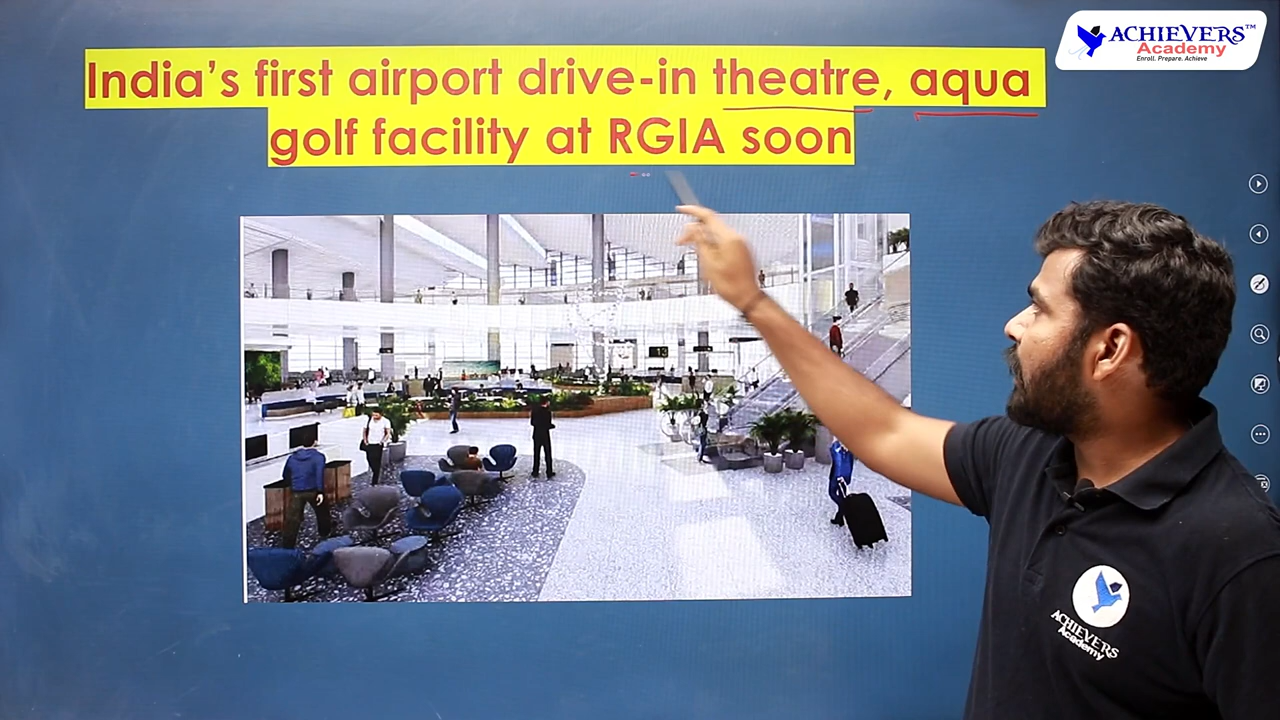 ACHIEVERS™
Academy
Enroll. Prepare. Achieve
India's first airport drive-in theatre, aqua
golf facility at RGIA soon
13
ACHIEVERS
Academy